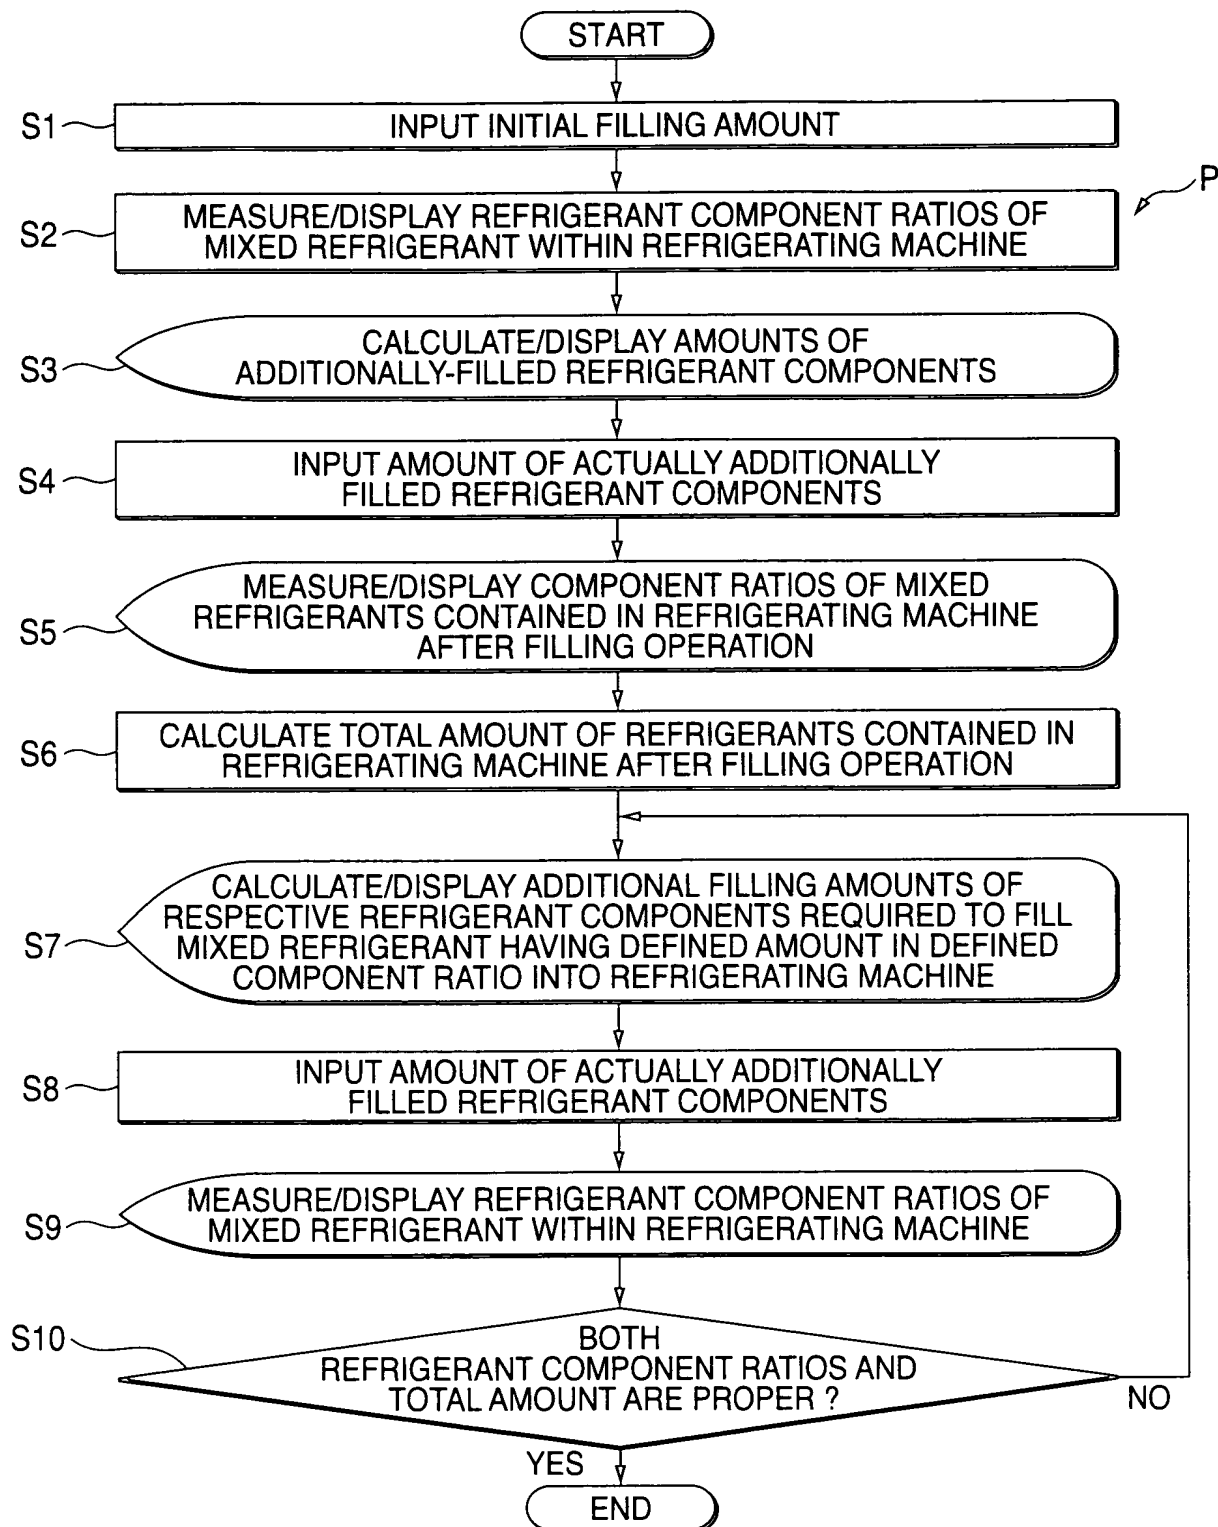 START
S1
INPUT INITIAL FILLING AMOUNT
P
S2
MEASURE/DISPLAY REFRIGERANT COMPONENT RATIOS OF
MIXED REFRIGERANT WITHIN REFRIGERATING MACHINE
S3
CALCULATE/DISPLAY AMOUNTS OF
ADDITIONALLY-FILLED REFRIGERANT COMPONENTS
S4
INPUT AMOUNT OF ACTUALLY ADDITIONALLY
FILLED REFRIGERANT COMPONENTS
S5
MEASURE/DISPLAY COMPONENT RATIOS OF MIXED
REFRIGERANTS CONTAINED IN REFRIGERATING MACHINE
AFTER FILLING OPERATION
S6
CALCULATE TOTAL AMOUNT OF REFRIGERANTS CONTAINED IN
REFRIGERATING MACHINE AFTER FILLING OPERATION
S7
CALCULATE/DISPLAY ADDITIONAL FILLING AMOUNTS OF
RESPECTIVE REFRIGERANT COMPONENTS REQUIRED TO FILL
MIXED REFRIGERANT HAVING DEFINED AMOUNT IN DEFINED
COMPONENT RATIO INTO REFRIGERATING MACHINE
S8
INPUT AMOUNT OF ACTUALLY ADDITIONALLY
FILLED REFRIGERANT COMPONENTS
S9
MEASURE/DISPLAY REFRIGERANT COMPONENT RATIOS OF
MIXED REFRIGERANT WITHIN REFRIGERATING MACHINE
S10
BOTH
REFRIGERANT COMPONENT RATIOS AND
TOTAL AMOUNT ARE PROPER ?
NO
YES
END